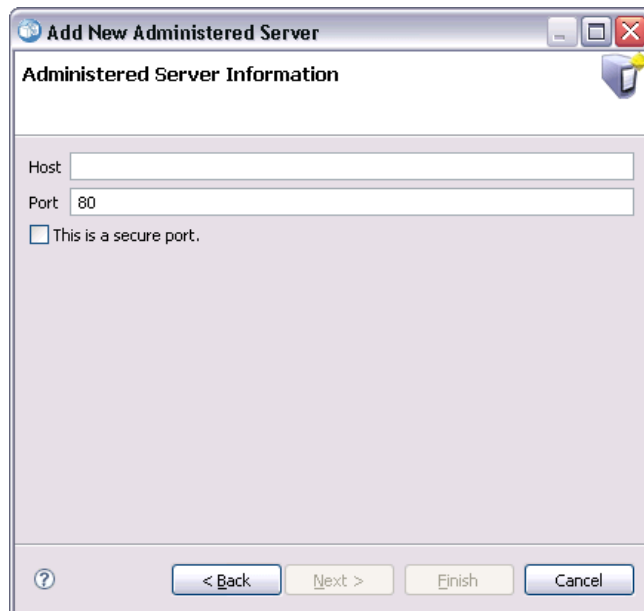 Add New Administered Server
Administered Server Information
Host
Port 80
This is a secure port.
? < Back Next > Finish Cancel